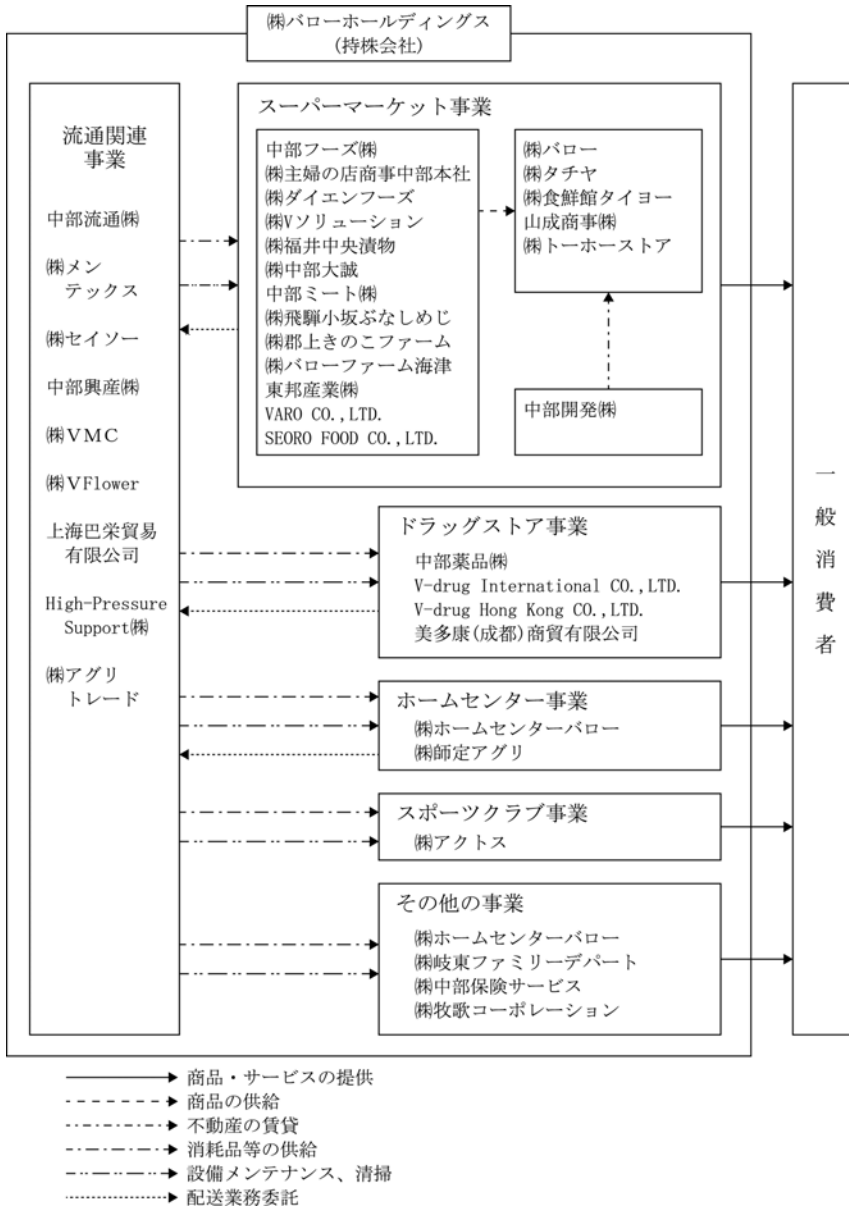 ㈱バローホールディングス
(持株会社)
流通関連
事業
中部流通㈱
㈱メン
テックス
㈱セイソー
中部興産㈱
㈱VMC
㈱VFlower
上海巴栄貿易
有限公司
High-Pressure
Support㈱
㈱アグリ
トレード
スーパーマーケット事業
中部フーズ㈱
㈱主婦の店商事中部本社
㈱ダイエンフーズ
㈱Vソリューション
㈱福井中央漬物
㈱中部大誠
中部ミート㈱
㈱飛騨小坂ぶなしめじ
㈱郡上きのこファーム
㈱バローファーム海津
東邦産業㈱
VARO CO.,LTD.
SEORO FOOD CO.,LTD.
㈱バロー
㈱タチヤ
㈱食鮮館タイヨー
山成商事㈱
㈱トーホーストア
中部開発㈱
ドラッグストア事業
中部薬品㈱
V-drug International CO.,LTD.
V-drug Hong Kong CO.,LTD.
美多康(成都)商貿有限公司
ホームセンター事業
㈱ホームセンターバロー
㈱師定アグリ
スポーツクラブ事業
㈱アクトス
その他の事業
㈱ホームセンターバロー
㈱岐東ファミリーデパート
㈱中部保険サービス
㈱牧歌コーポレーション
一般消費者
商品・サービスの提供
商品の供給
不動産の賃貸
消耗品等の供給
設備メンテナンス、清掃
配送業務委託